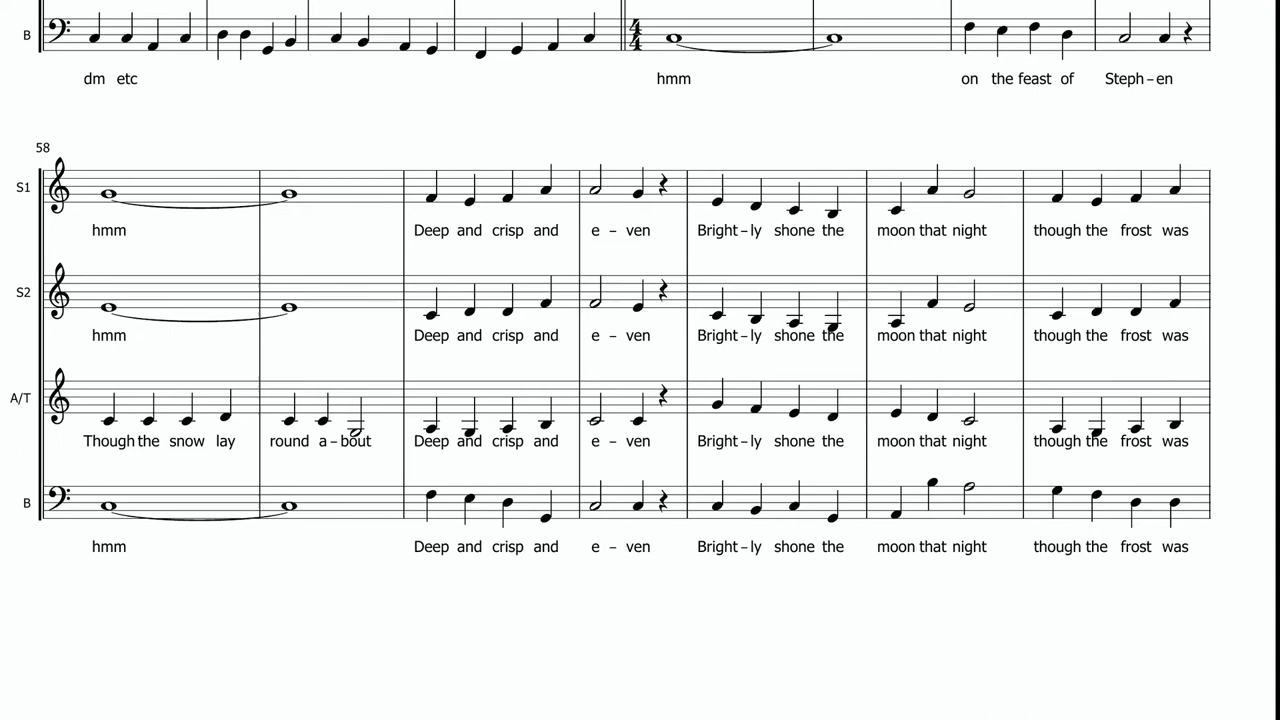 B
4
4
dm etc hmm on the feast of Steph-en
58
S1
hmm Deep and crisp and e - ven Bright-ly shone the moon that night though the frost was
S2
hmm Deep and crisp and e - ven Bright-ly shone the moon that night though the frost was
A/T
Though the snow lay round a-bout Deep and crisp and e - ven Bright-ly shone the moon that night though the frost was
B
hmm Deep and crisp and e - ven Bright-ly shone the moon that night though the frost was